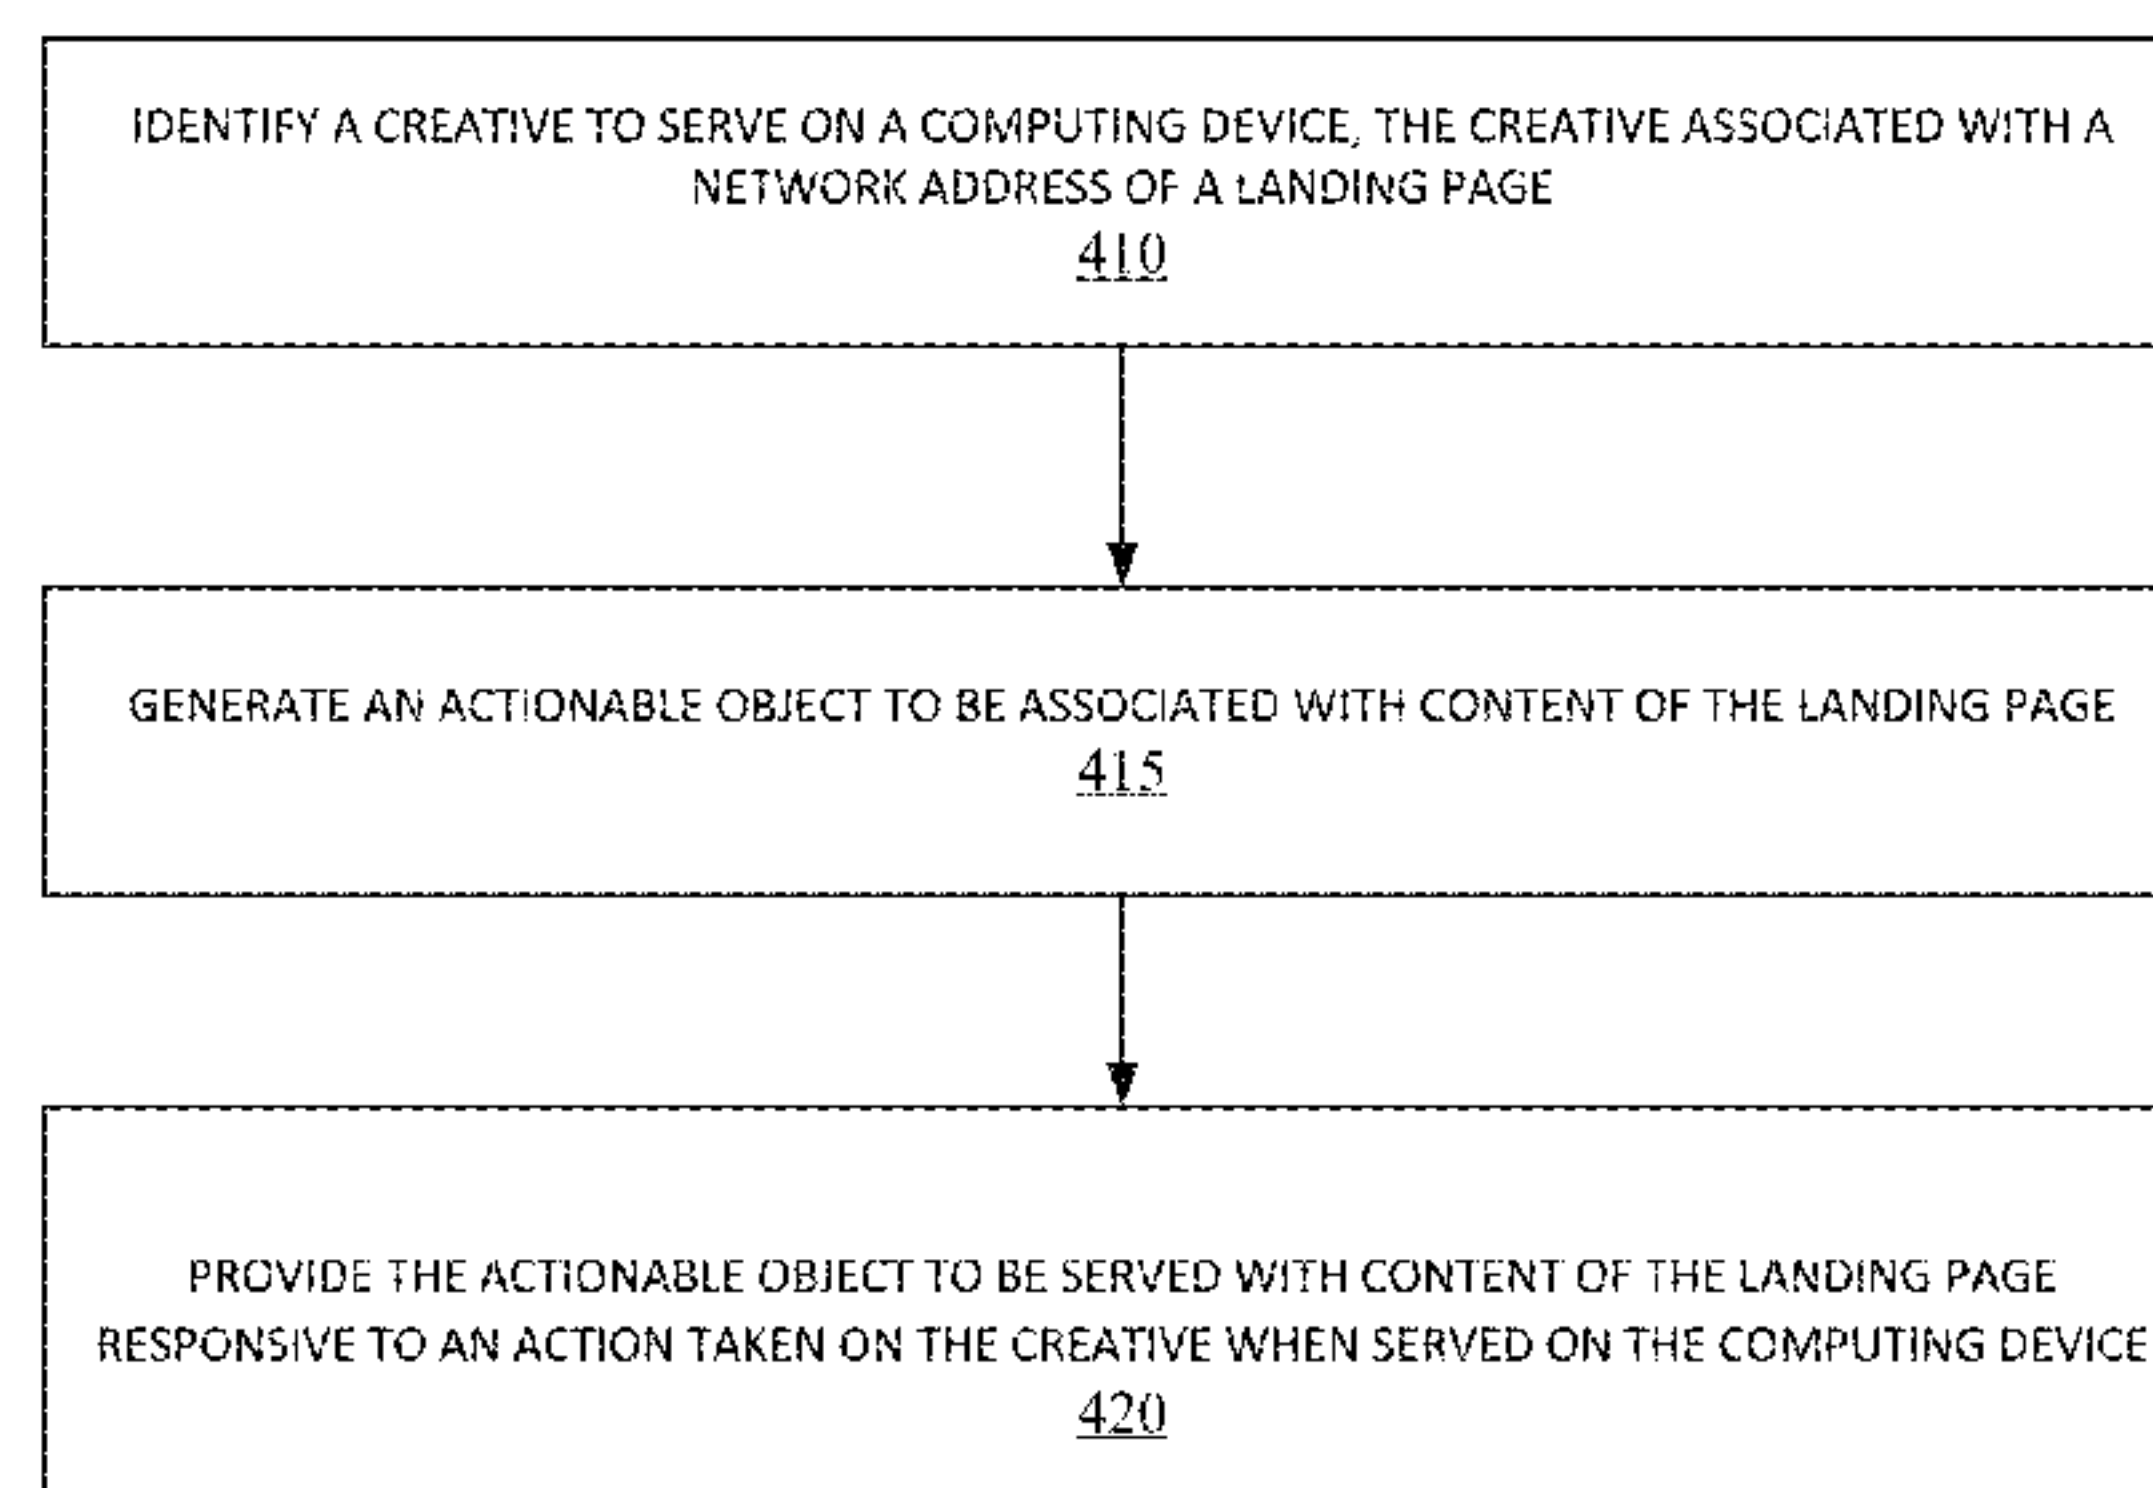 IDENTIFY A CREATIVE TO SERVE ON A COMPUTING DEVICE, THE CREATIVE ASSOCIATED WITH A
NETWORK ADDRESS OF A LANDING PAGE
410
GENERATE AN ACTIONABLE OBJECT TO BE ASSOCIATED WITH CONTENT OF THE LANDING PAGE
415
PROVIDE THE ACTIONABLE OBJECT TO BE SERVED WITH CONTENT OF THE LANDING PAGE
RESPONSIVE TO AN ACTION TAKEN ON THE CREATIVE WHEN SERVED ON THE COMPUTING DEVICE
420